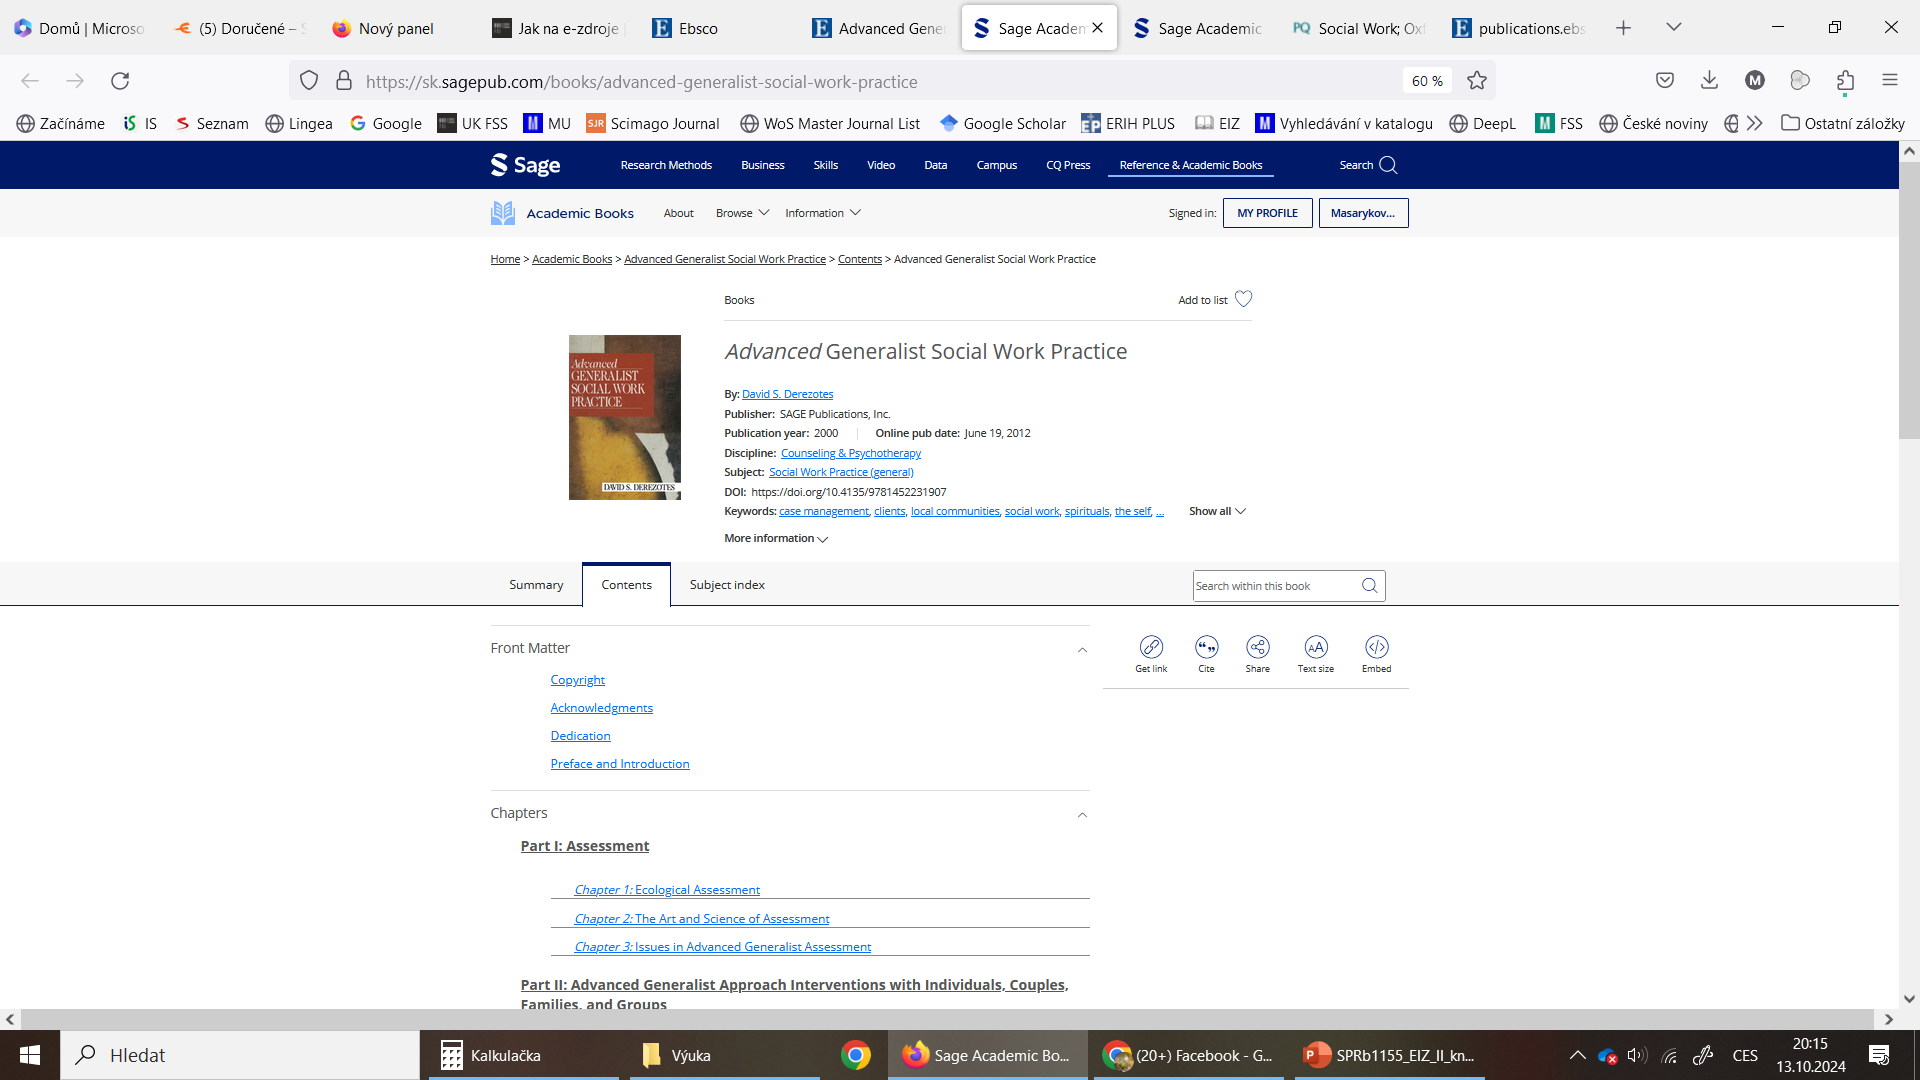 Domů | Microso
(5) Doručené – S
Nový panel
Jak na e-zdroje |
Ebsco
Advanced Gene
Sage Academ
Sage Academic
PQ Social Work; Oxf
publications.ebs
https://sk.sagepub.com/books/advanced-generalist-social-work-practice
60 %
M
Začínáme
iS IS
Seznam
Lingea
Google
UK FSS
MU
SJR Scimago Journal
WoS Master Journal List
Google Scholar
ERIH PLUS
EIZ
Vyhledávání v katalogu
DeepL
FSS
České noviny
Ostatní záložky
Sage
Research Methods
Business
Skills
Video
Data
Campus
CQ Press
Reference & Academic Books
Search
Academic Books
About
Browse
Information
Signed in:
MY PROFILE
Masarykov...
Home > Academic Books > Advanced Generalist Social Work Practice > Contents > Advanced Generalist Social Work Practice
Books
Add to list
Advanced
GENERALIST
SOCIAL WORK
PRACTICE
DAVID S. DEREZOTES
Advanced Generalist Social Work Practice
By: David S. Derezotes
Publisher: SAGE Publications, Inc.
Publication year: 2000 | Online pub date: June 19, 2012
Discipline: Counseling & Psychotherapy
Subject: Social Work Practice (general)
DOI: https://doi.org/10.4135/9781452231907
Keywords: case management, clients, local communities, social work, spirituals, the self, ...
Show all
More information
Summary
Contents
Subject index
Search within this book
Front Matter
Copyright
Acknowledgments
Dedication
Preface and Introduction
Get link
Cite
Share
Text size
Embed
Chapters
Part I: Assessment
Chapter 1: Ecological Assessment
Chapter 2: The Art and Science of Assessment
Chapter 3: Issues in Advanced Generalist Assessment
Part II: Advanced Generalist Approach Interventions with Individuals, Couples,
Families, and Groups
Hledat
Kalkulačka
Výuka
Sage Academic Bo...
(20+) Facebook - G...
SPRb1155_EIZ_II_kn...
CES
20:15
13.10.2024